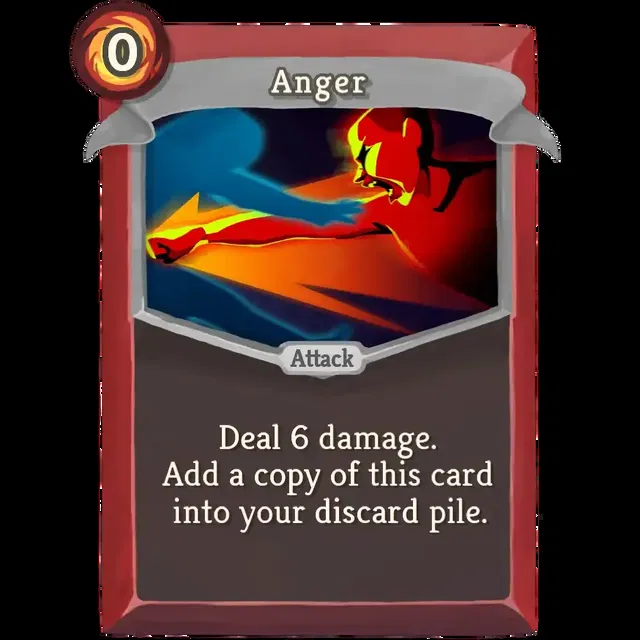 0
Anger
Attack
Deal 6 damage.
Add a copy of this card
into your discard pile.